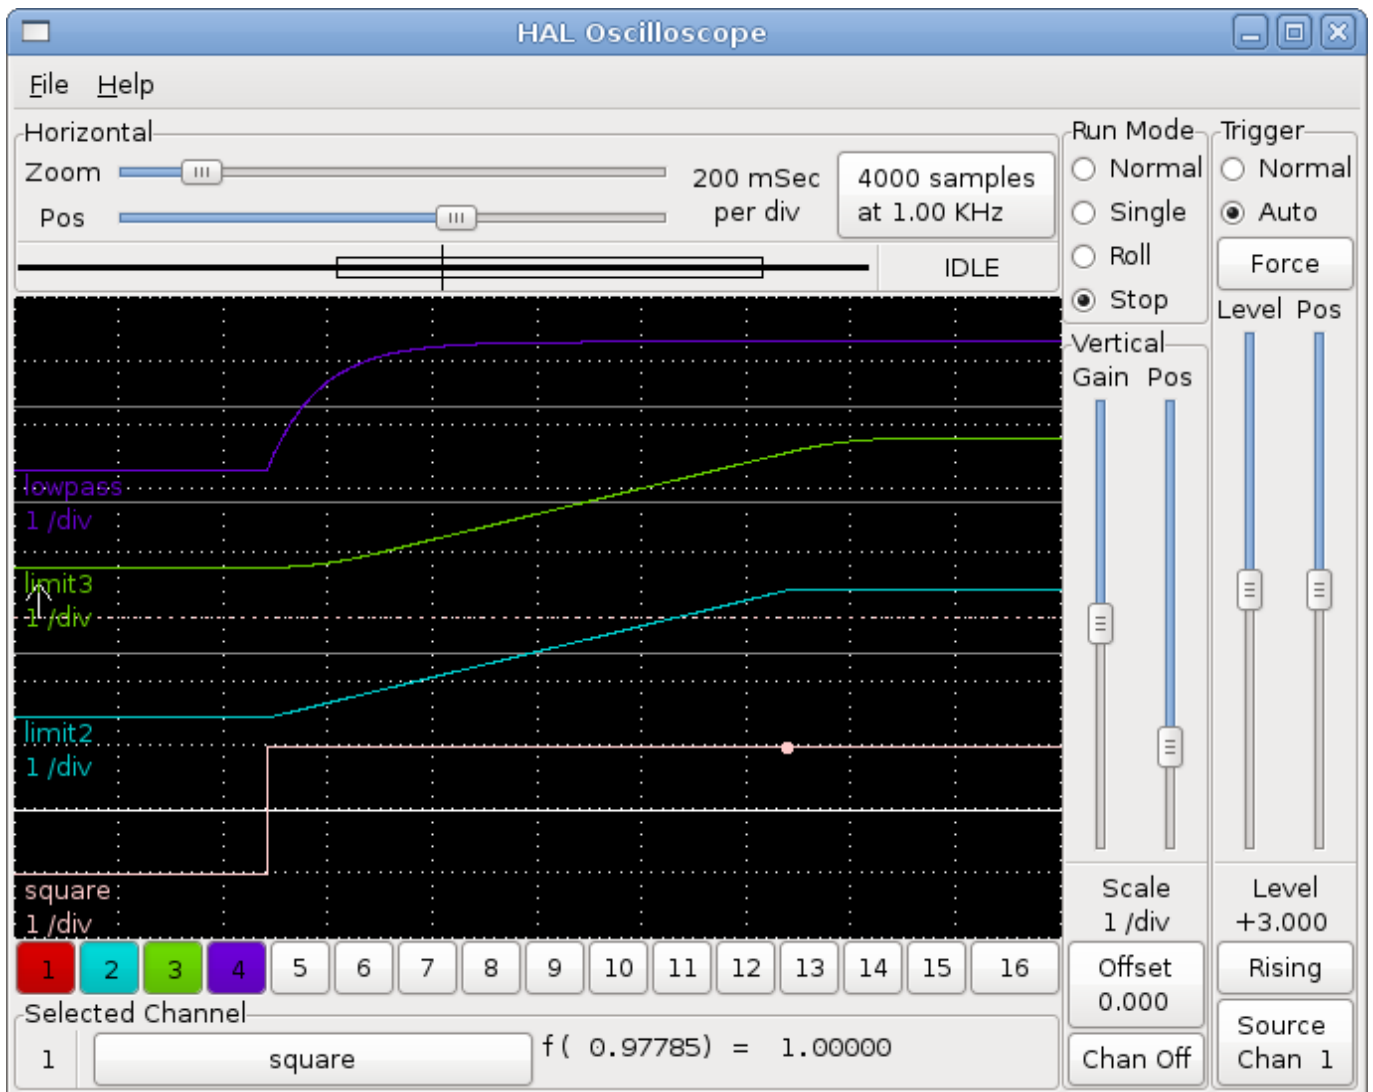 HAL Oscilloscope
File Help
Horizontal
Zoom
Pos
200 mSec
per div
4000 samples
at 1.00 KHz
IDLE
Run Mode
Normal
Single
Roll
Stop
Trigger
Normal
Auto
Force
Level Pos
Vertical
Gain Pos
lowpass
1 /div
limit3
1 /div
limit2
1 /div
square
1 /div
Scale
1 /div
Level
+3.000
1 2 3 4 5 6 7 8 9 10 11 12 13 14 15 16
Offset
0.000
Rising
Selected Channel
1 square f( 0.97785) = 1.00000
Chan Off
Source
Chan 1